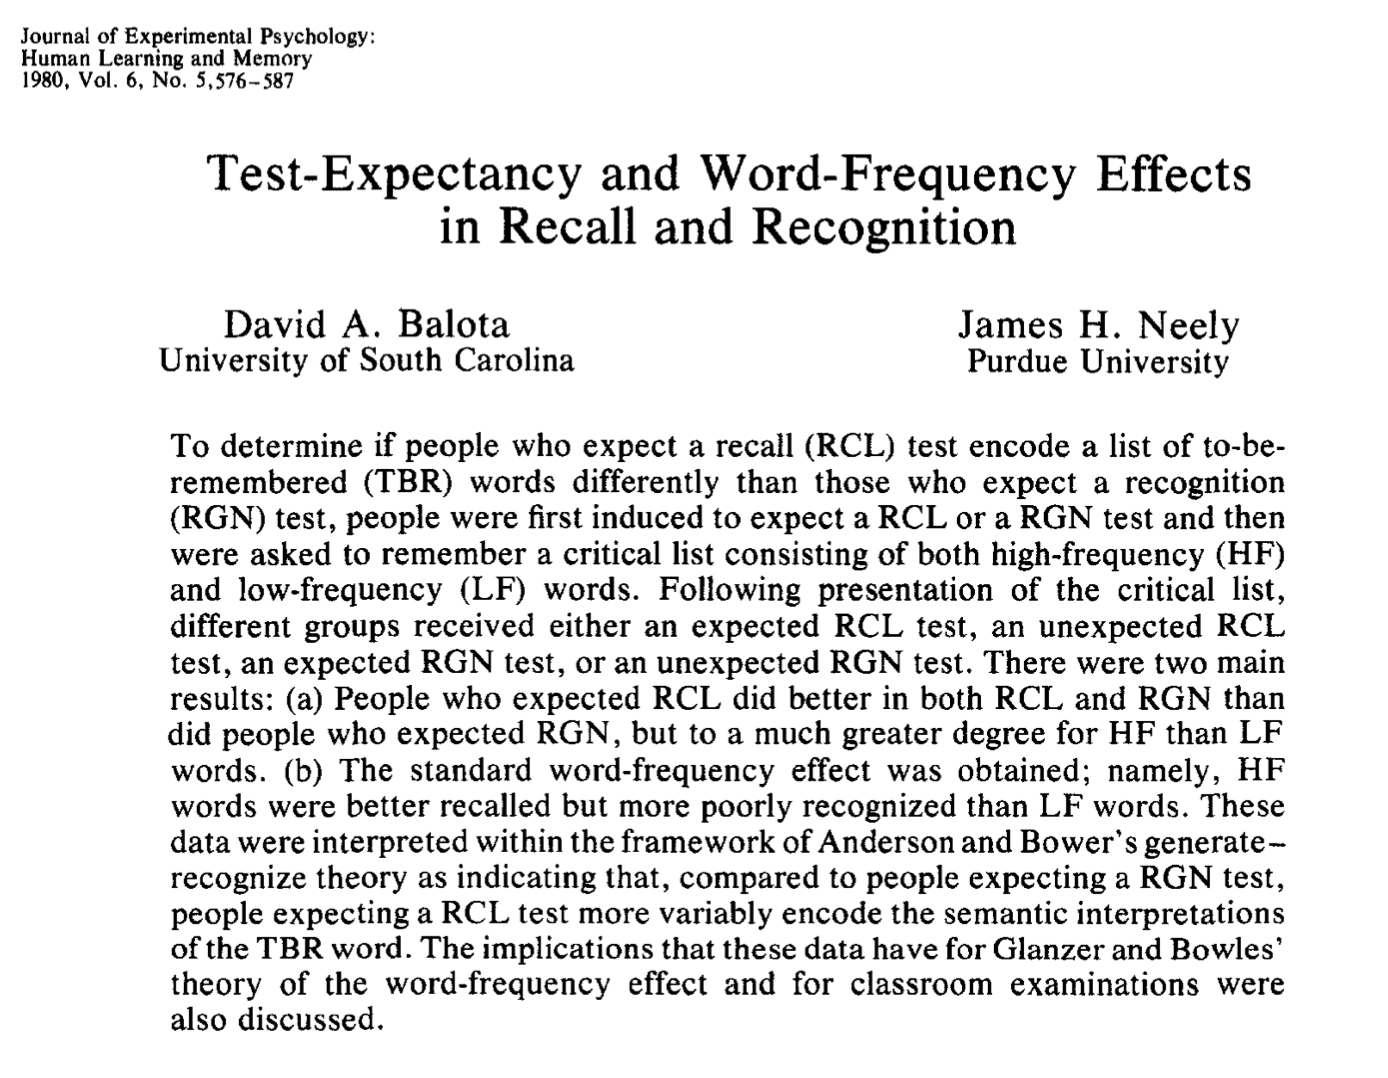 Journal of Experimental Psychology:
Human Learning and Memory
1980, Vol. 6, No. 5,576-587
Test-Expectancy and Word-Frequency Effects
in Recall and Recognition
David A. Balota
University of South Carolina
James H. Neely
Purdue University
To determine if people who expect a recall (RCL) test encode a list of to-be-
remembered (TBR) words differently than those who expect a recognition
(RGN) test, people were first induced to expect a RCL or a RGN test and then
were asked to remember a critical list consisting of both high-frequency (HF)
and low-frequency (LF) words. Following presentation of the critical list,
different groups received either an expected RCL test, an unexpected RCL
test, an expected RGN test, or an unexpected RGN test. There were two main
results: (a) People who expected RCL did better in both RCL and RGN than
did people who expected RGN, but to a much greater degree for HF than LF
words. (b) The standard word-frequency effect was obtained; namely, HF
words were better recalled but more poorly recognized than LF words. These
data were interpreted within the framework of Anderson and Bower's generate–
recognize theory as indicating that, compared to people expecting a RGN test,
people expecting a RCL test more variably encode the semantic interpretations
of the TBR word. The implications that these data have for Glanzer and Bowles'
theory of the word-frequency effect and for classroom examinations were
also discussed.